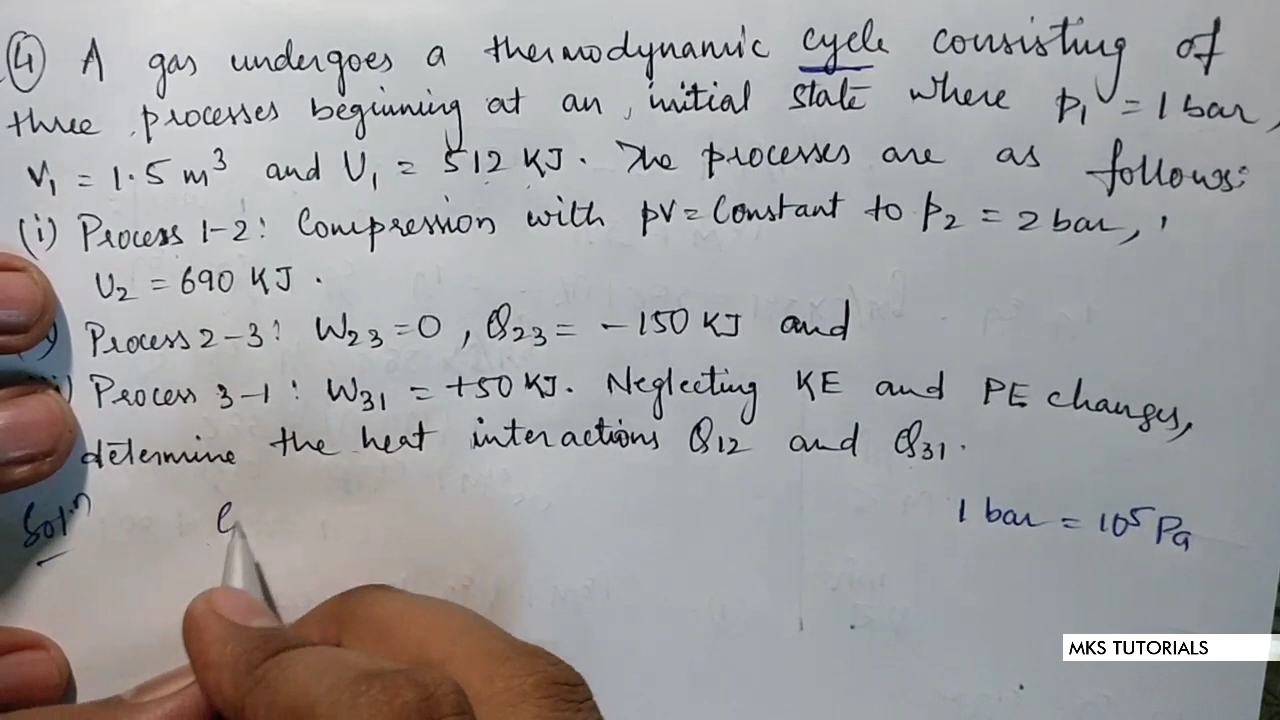 ④ A gas undergoes a thermodynamic cycle consisting of
three processes beginning at an initial state where p₁ = 1 bar,
V₁ = 1.5 m³ and U₁ = 512 KJ. The processes are as follows:
(i) Process 1-2: Compression with pV = Constant to p₂ = 2 bar,
U₂ = 690 KJ.
) Process 2-3: W₂₃ = 0, Q₂₃ = -150 KJ and
) Process 3-1: W₃₁ = +50 KJ. Neglecting KE and PE changes,
determine the heat interactions Q₁₂ and Q₃₁.
Sol.n
1 bar = 10⁵ Pa
MKS TUTORIALS